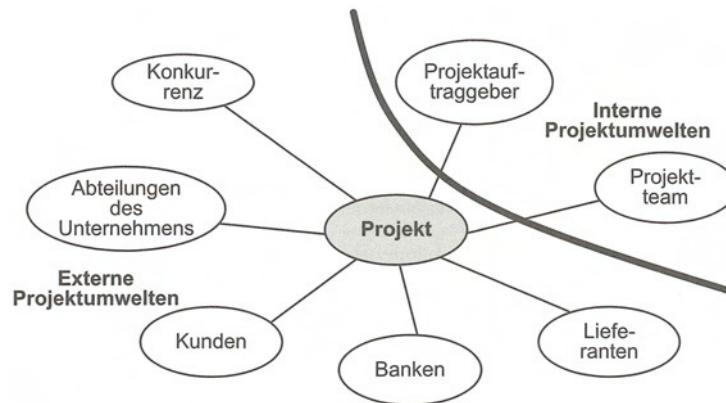 Konkur-
renz
Projektauf-
traggeber
Interne
Projektumwelten
Abteilungen
des
Unternehmens
Projekt
Projekt-
team
Externe
Projektumwelten
Kunden
Banken
Liefe-
ranten